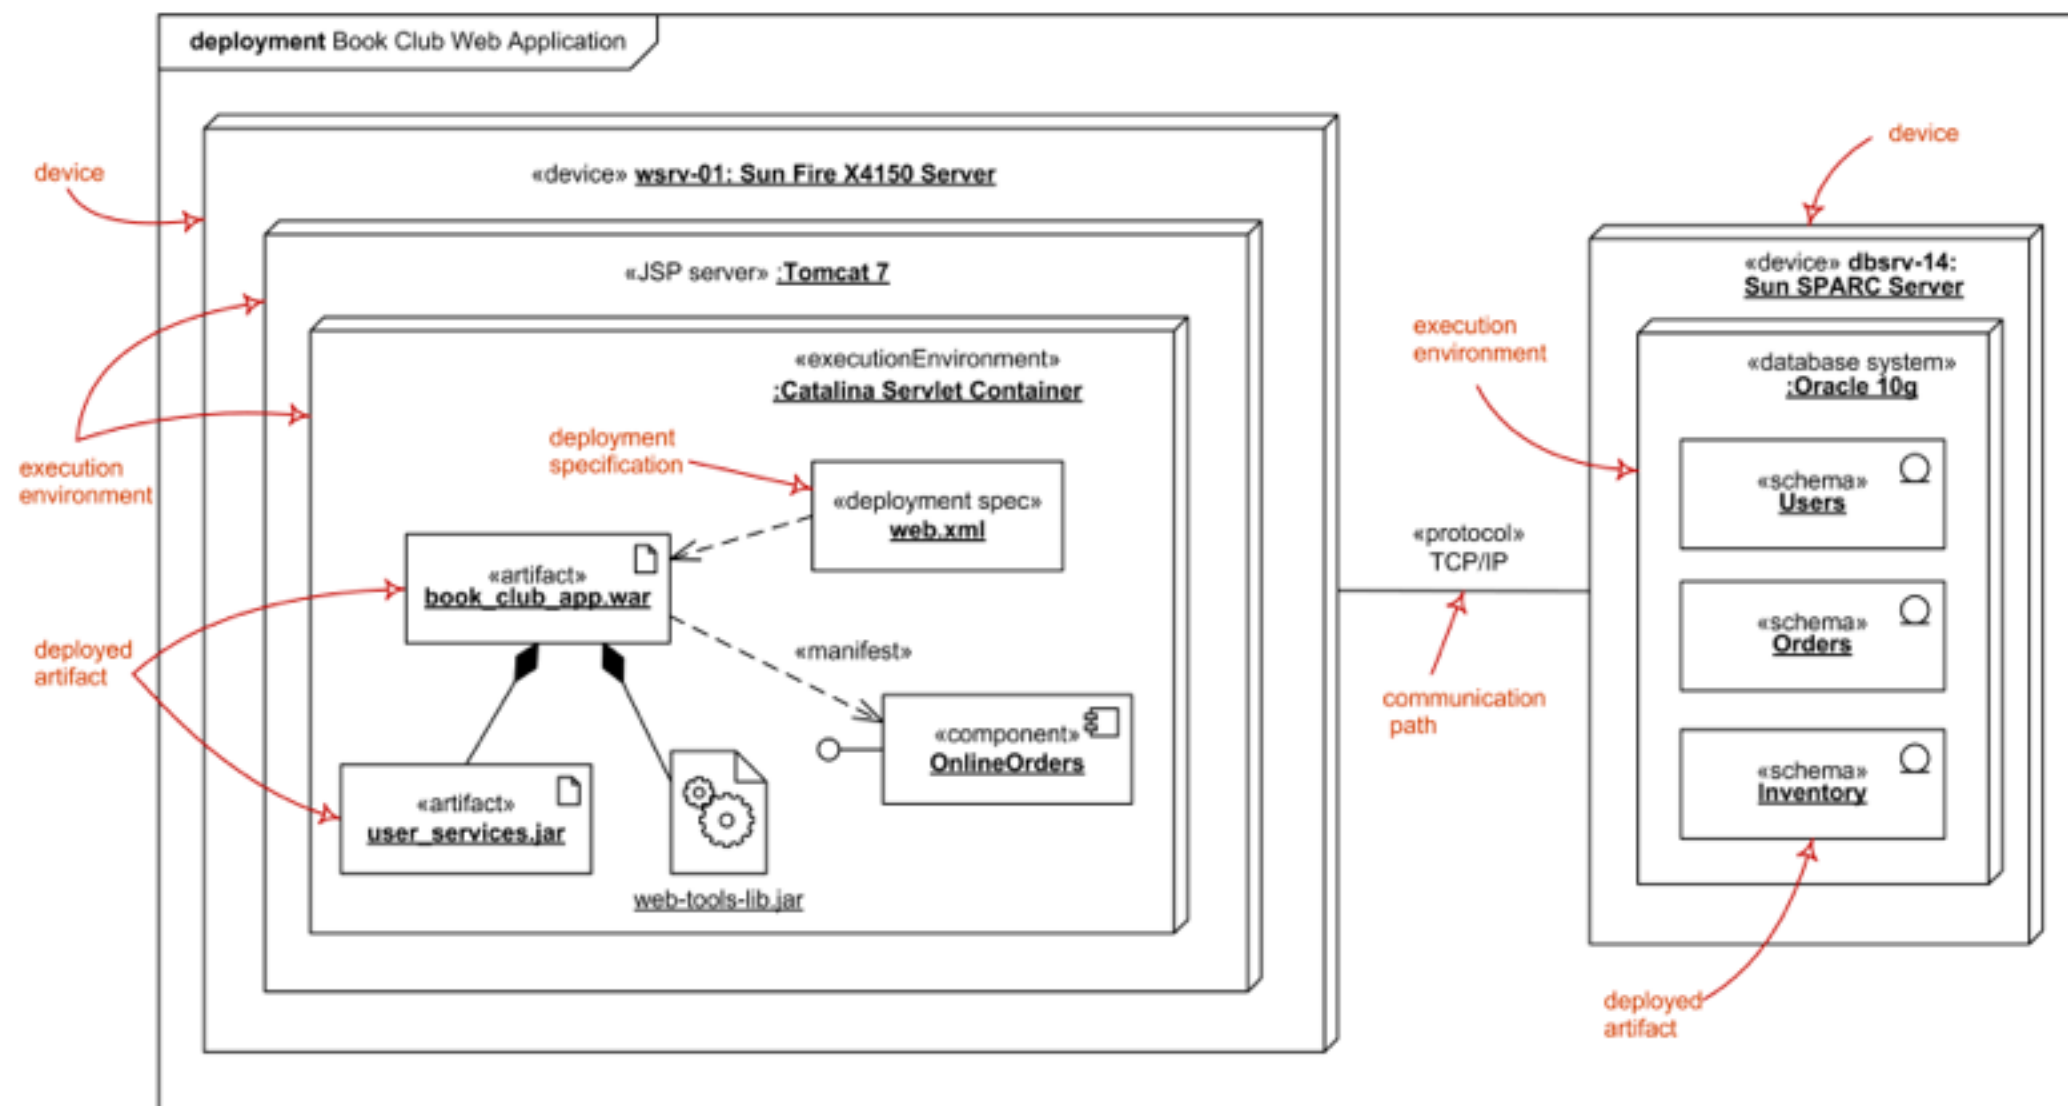 deployment Book Club Web Application
device
«device» wsrv-01: Sun Fire X4150 Server
«JSP server» :Tomcat 7
«executionEnvironment»
:Catalina Servlet Container
execution
environment
deployment
specification
«deployment spec»
web.xml
«artifact»
book_club_app.war
«manifest»
deployed
artifact
«component»
OnlineOrders
«artifact»
user_services.jar
web-tools-lib.jar
«protocol»
TCP/IP
communication
path
device
«device» dbsrv-14:
Sun SPARC Server
execution
environment
«database system»
:Oracle 10g
«schema»
Users
«schema»
Orders
«schema»
Inventory
deployed
artifact